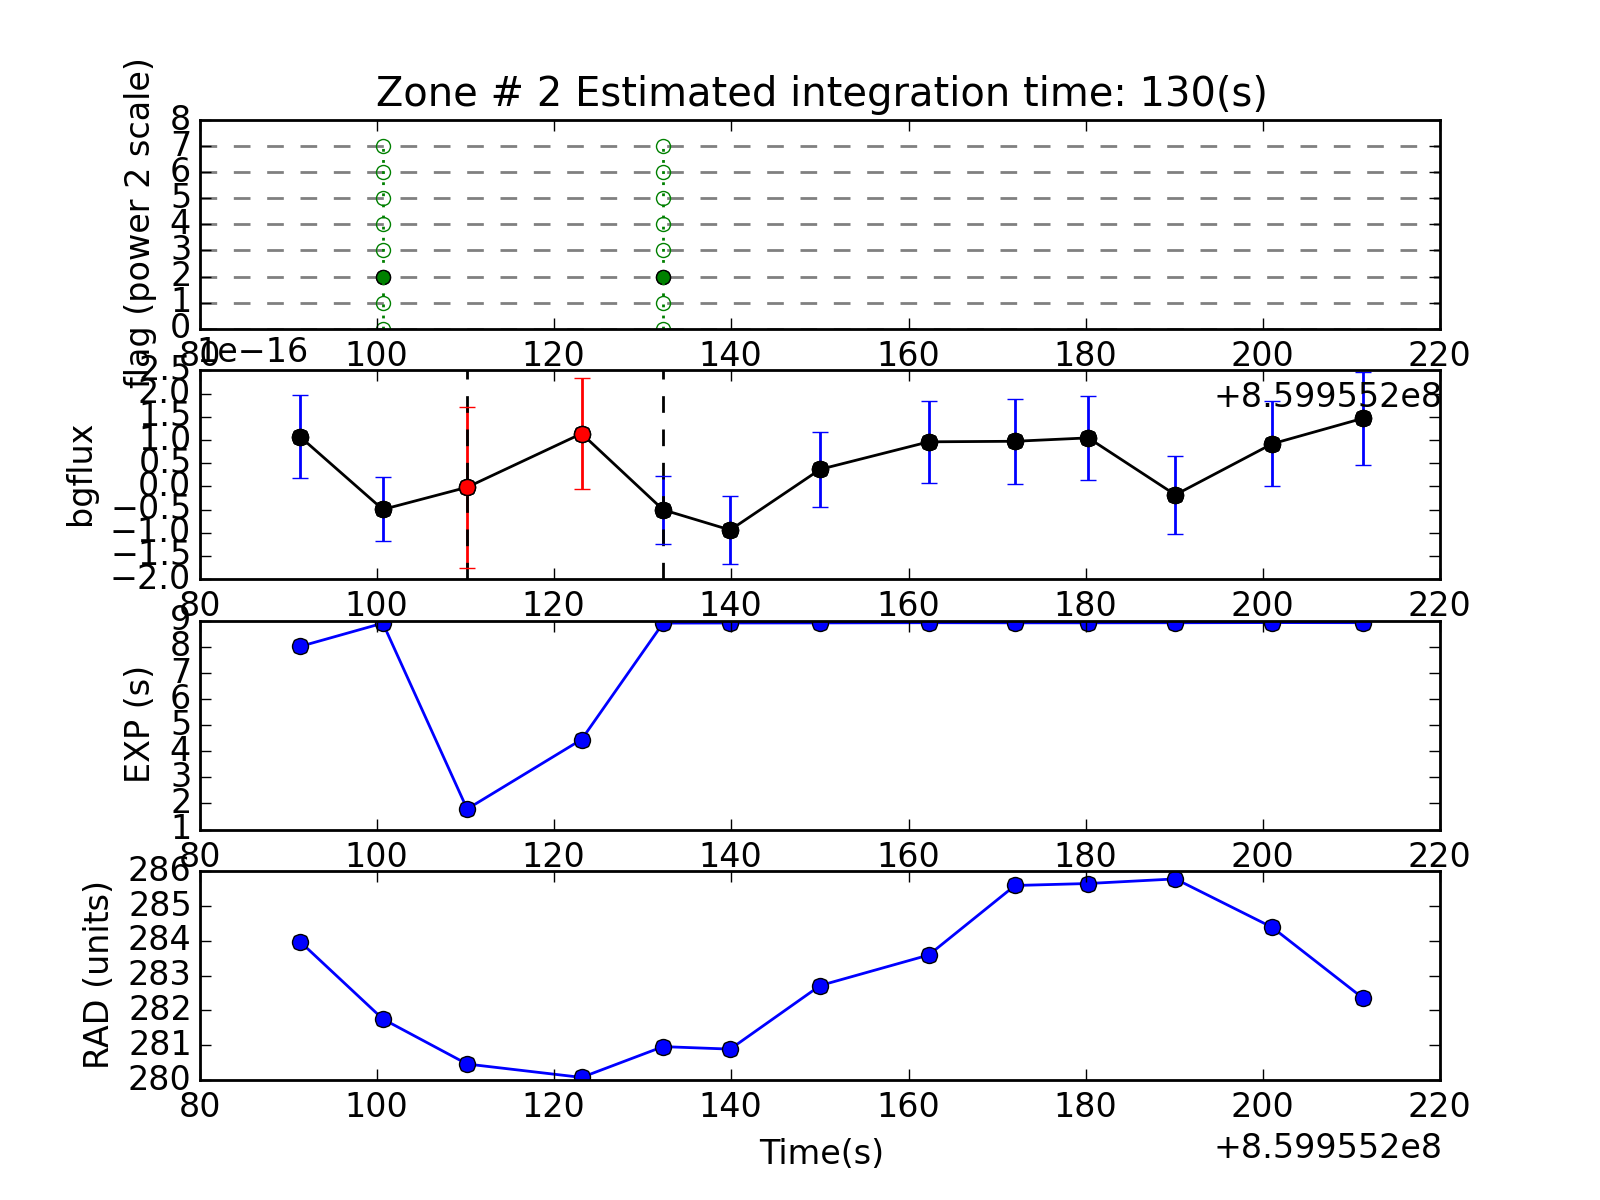 Zone # 2 Estimated integration time: 130(s)
flag (power 2 scale)
8
7
6
5
4
3
2
1
0
80 100 120 140 160 180 200 220
1e−16
+8.599552e8
bgflux
2.5
2.0
1.5
1.0
0.5
0.0
−0.5
−1.0
−1.5
−2.0
80 100 120 140 160 180 200 220
EXP (s)
9
8
7
6
5
4
3
2
1
80 100 120 140 160 180 200 220
RAD (units)
286
285
284
283
282
281
280
80 100 120 140 160 180 200 220
Time(s)
+8.599552e8